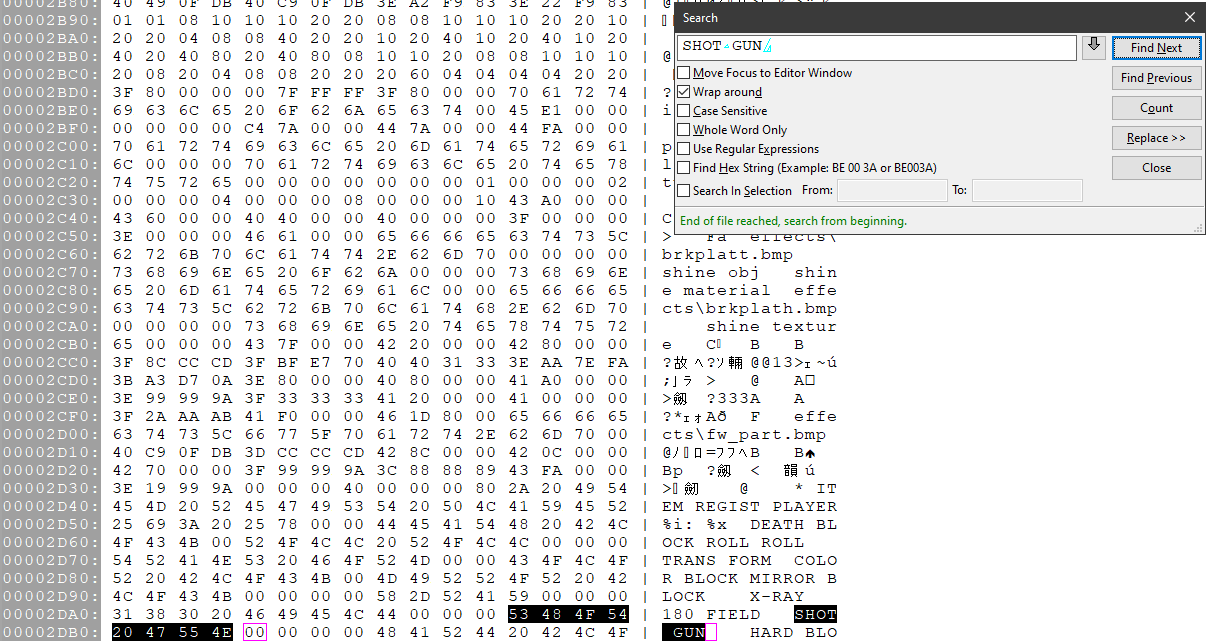 00002B80: 40 49 0F DB 40 C9 0F DB 3E A2 F9 83 3E 22 F9 83 |
00002B90: 01 01 08 10 10 10 20 20 08 08 10 10 10 20 20 10 |
00002BA0: 20 20 04 08 08 40 20 20 10 20 40 10 20 40 10 20 |
00002BB0: 40 20 40 80 20 40 80 08 10 10 20 08 08 10 10 10 | @
00002BC0: 20 08 20 04 08 08 20 20 20 60 04 04 04 04 20 20 |
00002BD0: 3F 80 00 00 00 7F FF FF 3F 80 00 00 70 61 72 74 | ?
00002BE0: 69 63 6C 65 20 6F 62 6A 65 63 74 00 45 E1 00 00 | i
00002BF0: 00 00 00 00 C4 7A 00 00 44 7A 00 00 44 FA 00 00 |
00002C00: 70 61 72 74 69 63 6C 65 20 6D 61 74 65 72 69 61 | p
00002C10: 6C 00 00 00 70 61 72 74 69 63 6C 65 20 74 65 78 | l
00002C20: 74 75 72 65 00 00 00 00 00 00 00 01 00 00 00 02 | t
00002C30: 00 00 00 04 00 00 00 08 00 00 00 10 43 A0 00 00 |
00002C40: 43 60 00 00 40 40 00 00 40 00 00 00 3F 00 00 00 | C
00002C50: 3E 00 00 00 46 61 00 00 65 66 66 65 63 74 73 5C | > Fa effects\
00002C60: 62 72 6B 70 6C 61 74 74 2E 62 6D 70 00 00 00 00 | brkplatt.bmp
00002C70: 73 68 69 6E 65 20 6F 62 6A 00 00 00 73 68 69 6E | shine obj shin
00002C80: 65 20 6D 61 74 65 72 69 61 6C 00 00 65 66 66 65 | e material effe
00002C90: 63 74 73 5C 62 72 6B 70 6C 61 74 68 2E 62 6D 70 | cts\brkplath.bmp
00002CA0: 00 00 00 00 73 68 69 6E 65 20 74 65 78 74 75 72 | shine textur
00002CB0: 65 00 00 00 43 7F 00 00 42 20 00 00 42 80 00 00 | e C B B
00002CC0: 3F 8C CC CD 3F BF E7 70 40 40 31 33 3E AA 7E FA | ?故ヘ?ソ輛@@13>ェ~ú
00002CD0: 3B A3 D7 0A 3E 80 00 00 40 80 00 00 41 A0 00 00 | ;」ラ > @ A
00002CE0: 3E 99 99 9A 3F 33 33 33 41 20 00 00 41 00 00 00 | >劔?333A A
00002CF0: 3F 2A AA AB 41 F0 00 00 46 1D 80 00 65 66 66 65 | ?*ェォAð F effe
00002D00: 63 74 73 5C 66 77 5F 70 61 72 74 2E 62 6D 70 00 | cts\fw_part.bmp
00002D10: 40 C9 0F DB 3D CC CC CD 42 8C 00 00 42 0C 00 00 | @ノロ=フフヘB B
00002D20: 42 70 00 00 3F 99 99 9A 3C 88 88 89 43 FA 00 00 | Bp ?劔 < 韻ú
00002D30: 3E 19 99 9A 00 00 00 40 00 00 00 80 2A 20 49 54 | >劔 @ * IT
00002D40: 45 4D 20 52 45 47 49 53 54 20 50 4C 41 59 45 52 | EM REGIST PLAYER
00002D50: 25 69 3A 20 25 78 00 00 44 45 41 54 48 20 42 4C | %i: %x DEATH BL
00002D60: 4F 43 4B 00 52 4F 4C 4C 20 52 4F 4C 4C 00 00 00 | OCK ROLL ROLL
00002D70: 54 52 41 4E 53 20 46 4F 52 4D 00 00 43 4F 4C 4F | TRANS FORM COLO
00002D80: 52 20 42 4C 4F 43 4B 00 4D 49 52 52 4F 52 20 42 | R BLOCK MIRROR B
00002D90: 4C 4F 43 4B 00 00 00 00 58 2D 52 41 59 00 00 00 | LOCK X-RAY
00002DA0: 31 38 30 20 46 49 45 4C 44 00 00 00 53 48 4F 54 | 180 FIELD SHOT
00002DB0: 20 47 55 4E 00 00 00 00 48 41 52 44 20 42 4C 4F | GUN HARD BLO
Search
SHOT GUN
Find Next
Move Focus to Editor Window
Find Previous
Wrap around
Case Sensitive
Count
Whole Word Only
Replace >>
Use Regular Expressions
Find Hex String (Example: BE 00 3A or BE003A)
Close
Search In Selection From: To:
End of file reached, search from beginning.